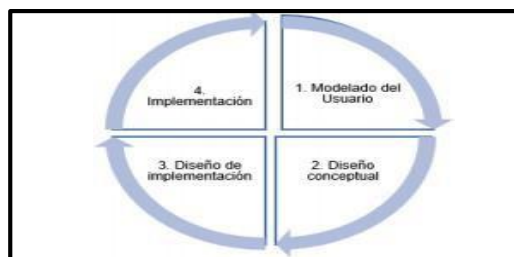 1. Modelado del
Usuario
2. Diseño
conceptual
3. Diseño de
implementación
4.
Implementación